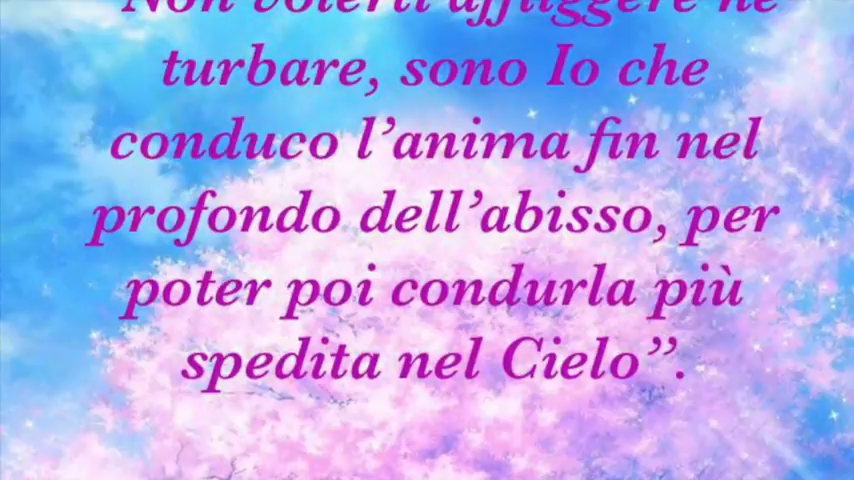 "Non volerti affliggere né
turbare, sono Io che
conduco l'anima fin nel
profondo dell'abisso, per
poter poi condurla più
spedita nel Cielo”.